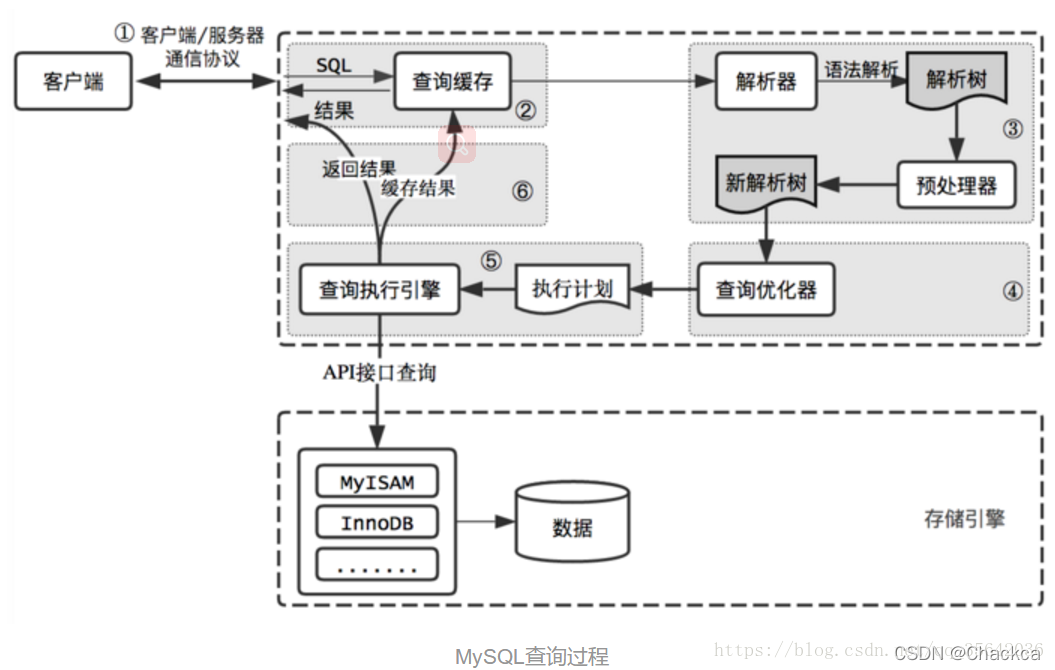 ① 客户端/服务器
通信协议
客户端
SQL
结果
查询缓存
②
解析器
语法解析
解析树
③
预处理器
新解析树
返回结果
缓存结果
⑥
查询优化器
④
执行计划
⑤
查询执行引擎
API接口查询
MyISAM
InnoDB
.......
数据
存储引擎
MySQL查询过程
CSDN @Chackca